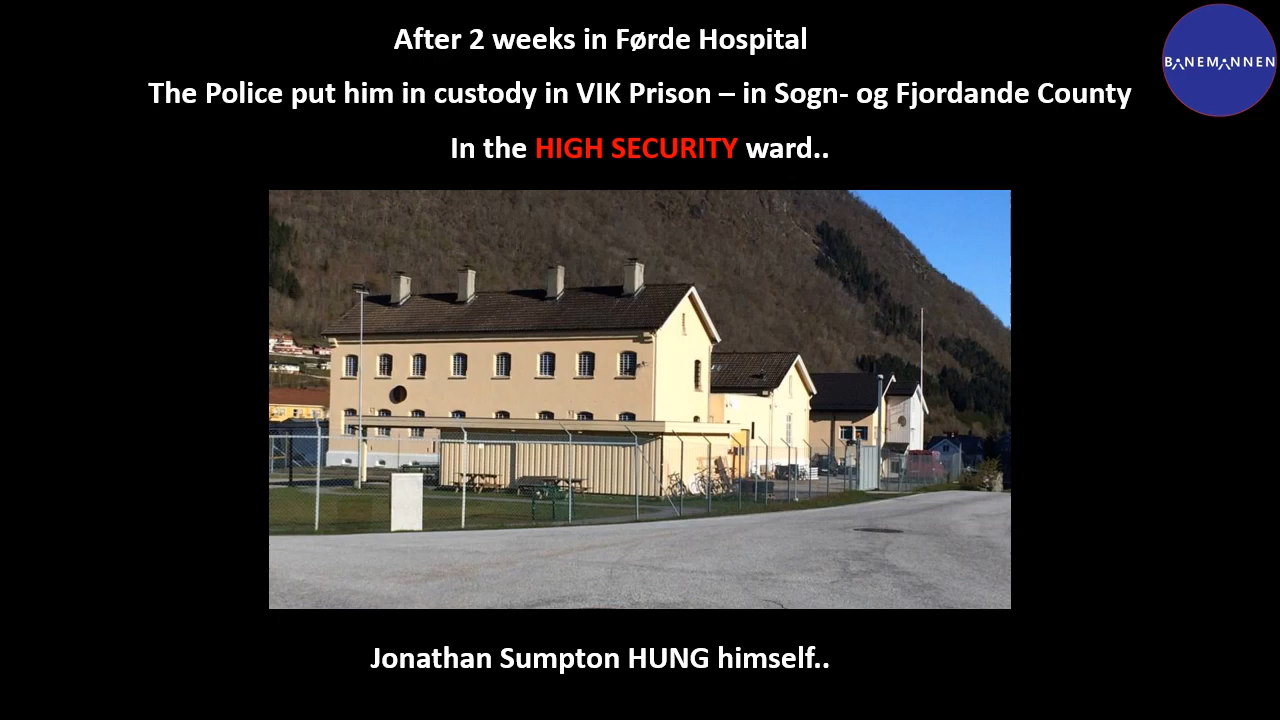 After 2 weeks in Førde Hospital
BANEMANNEN
The Police put him in custody in VIK Prison – in Sogn- og Fjordande County
In the HIGH SECURITY ward..
Jonathan Sumpton HUNG himself..